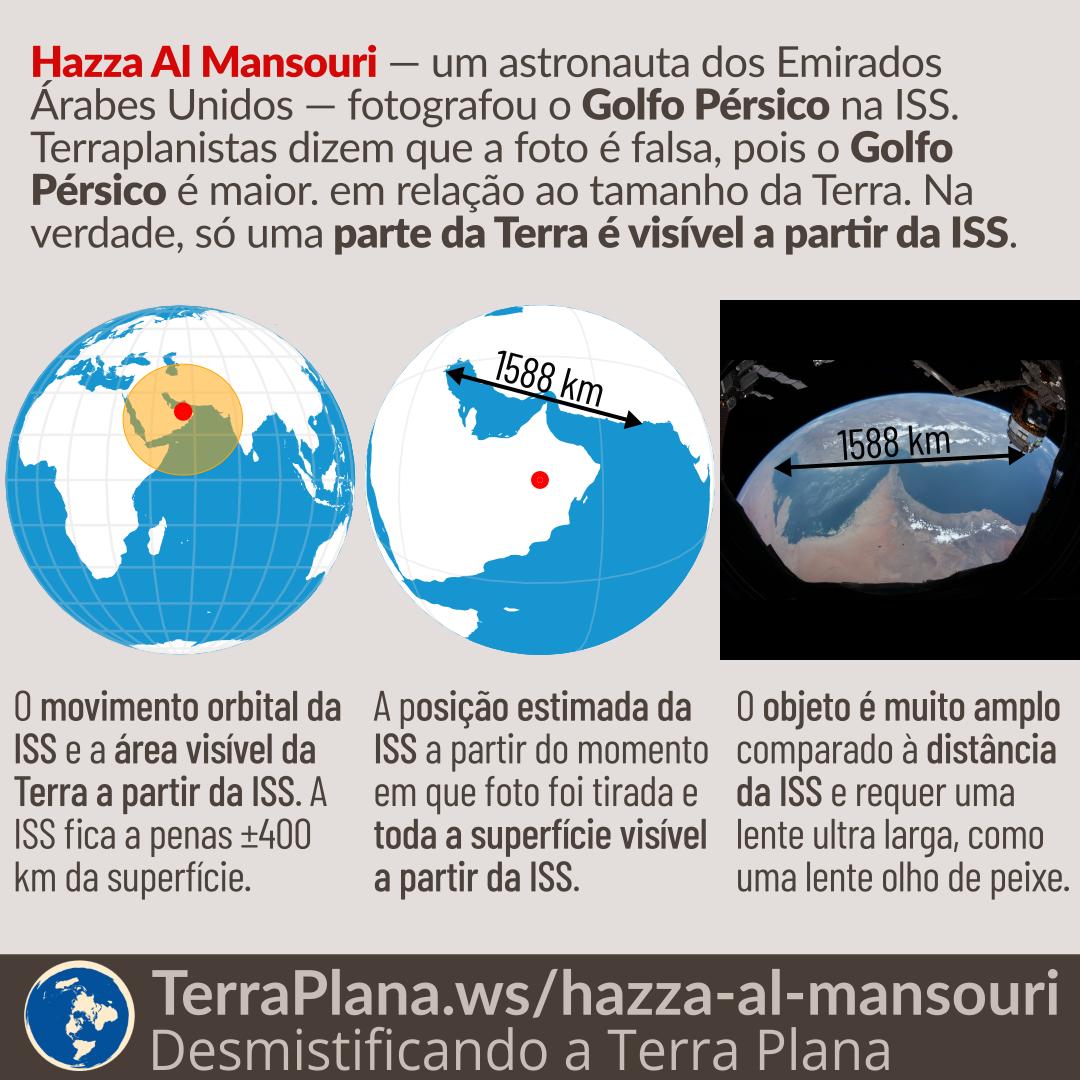 Hazza Al Mansouri — um astronauta dos Emirados
Árabes Unidos — fotografou o Golfo Pérsico na ISS.
Terraplanistas dizem que a foto é falsa, pois o Golfo
Pérsico é maior. em relação ao tamanho da Terra. Na
verdade, só uma parte da Terra é visível a partir da ISS.
1588 km
1588 km
O movimento orbital da
ISS e a área visível da
Terra a partir da ISS. A
ISS fica a penas ±400
km da superfície.
A posição estimada da
ISS a partir do momento
em que foto foi tirada e
toda a superfície visível
a partir da ISS.
O objeto é muito amplo
comparado à distância
da ISS e requer uma
lente ultra larga, como
uma lente olho de peixe.
TerraPlana.ws/hazza-al-mansouri
Desmistificando a Terra Plana